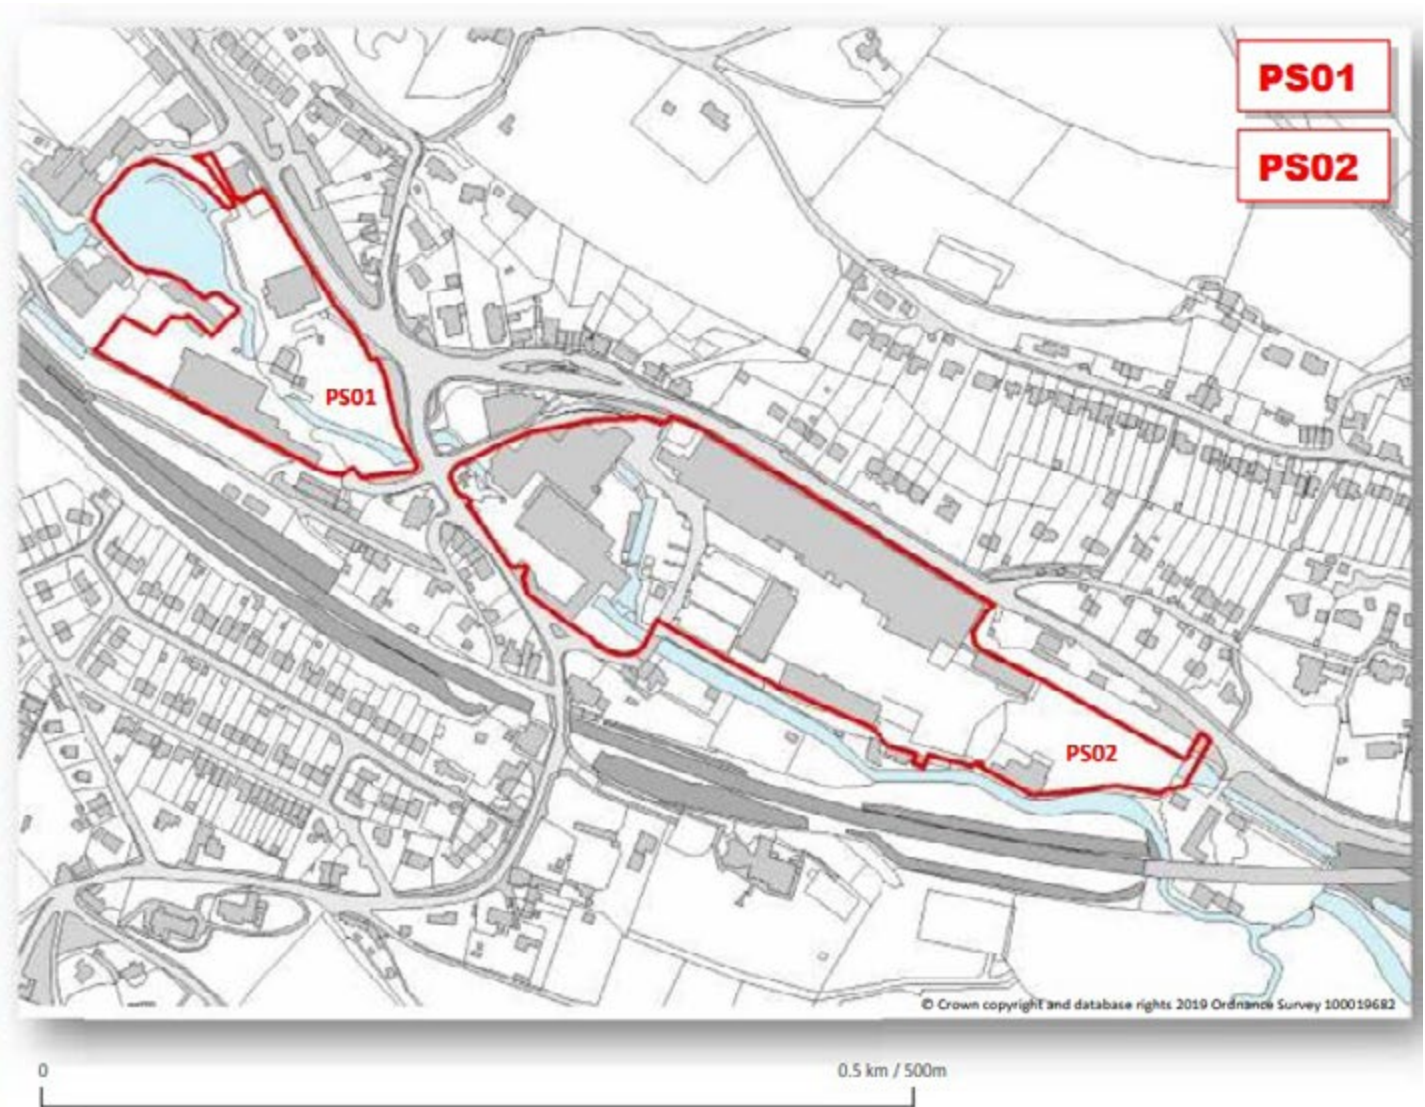 PS01
PS02
PS01
PS02
© Crown copyright and database rights 2019 Ordnance Survey 100019682
0 0.5 km / 500m